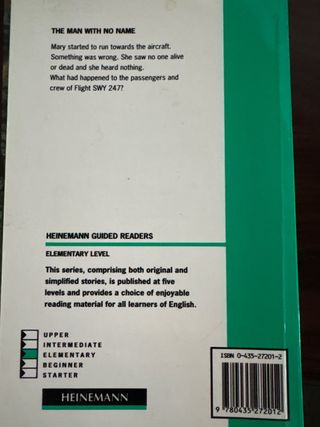 THE MAN WITH NO NAME
Mary started to run towards the aircraft.
Something was wrong. She saw no one alive
or dead and she heard nothing.
What had happened to the passengers and
crew of Flight SWY 247?
HEINEMANN GUIDED READERS
ELEMENTARY LEVEL
This series, comprising both original and
simplified stories, is published at five
levels and provides a choice of enjoyable
reading material for all learners of English.
UPPER
INTERMEDIATE
ELEMENTARY
BEGINNER
STARTER
HEINEMANN
ISBN 0-435-27201-2
9 780435 272012